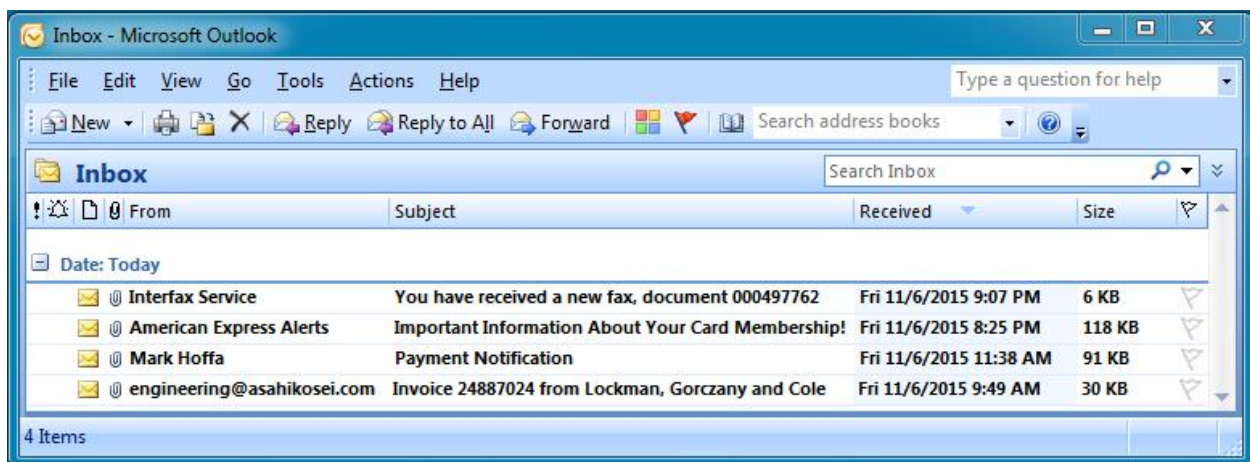 Inbox - Microsoft Outlook
File Edit View Go Tools Actions Help Type a question for help
New Reply Reply to All Forward Search address books
Inbox Search Inbox
From Subject Received Size
Date: Today
Interfax Service You have received a new fax, document 000497762 Fri 11/6/2015 9:07 PM 6 KB
American Express Alerts Important Information About Your Card Membership! Fri 11/6/2015 8:25 PM 118 KB
Mark Hoffa Payment Notification Fri 11/6/2015 11:38 AM 91 KB
engineering@asahikosei.com Invoice 24887024 from Lockman, Gorczany and Cole Fri 11/6/2015 9:49 AM 30 KB
4 Items